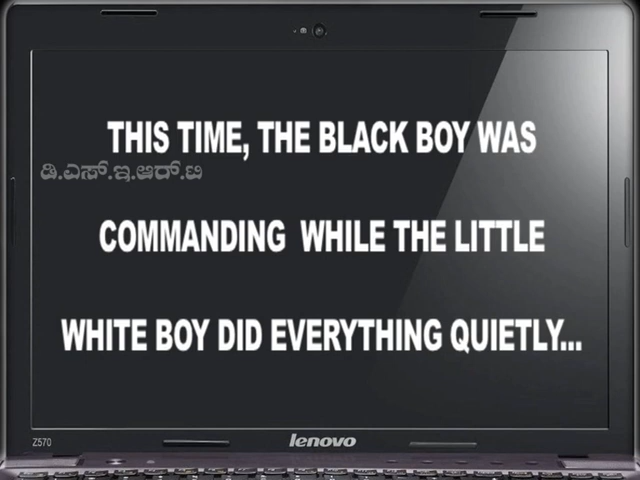 THIS TIME, THE BLACK BOY WAS
ಡಿ.ಎಸ್.ಇ.ಆರ್.ಟಿ
COMMANDING WHILE THE LITTLE
WHITE BOY DID EVERYTHING QUIETLY...
Z570
lenovo